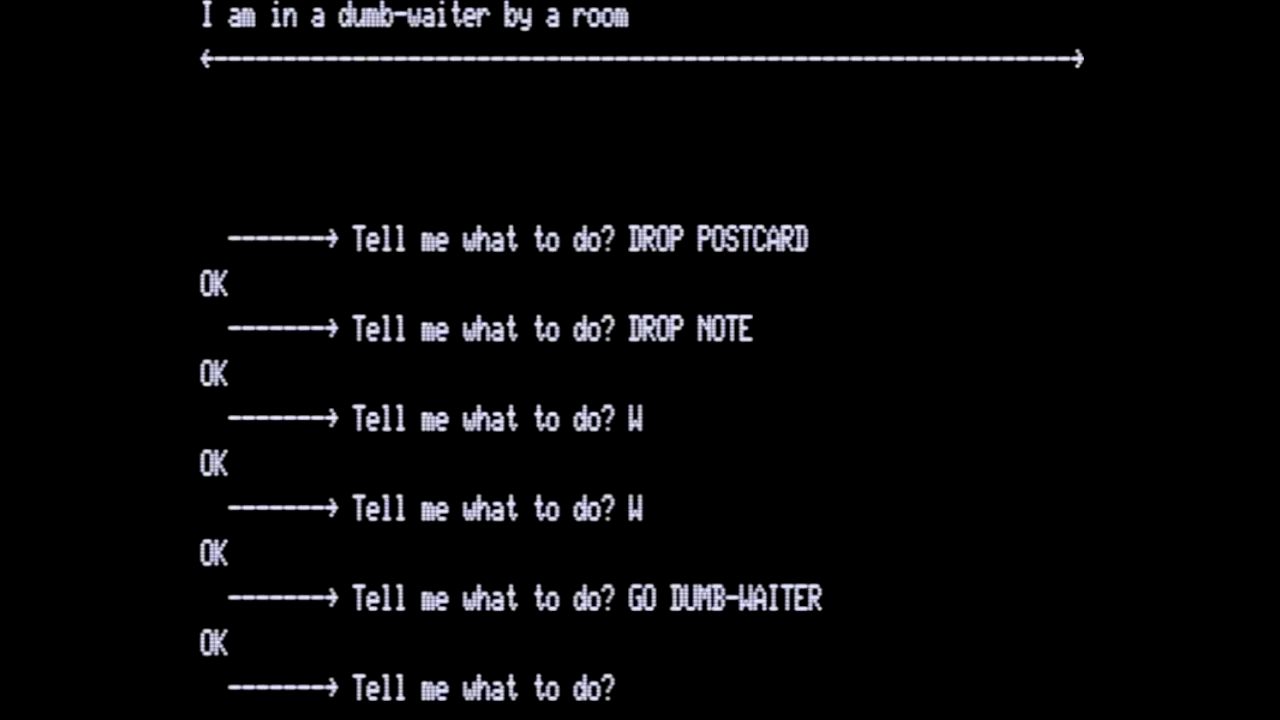 I am in a dumb-waiter by a room
<------------------------------------------------------------->
-------> Tell me what to do? DROP POSTCARD
OK
-------> Tell me what to do? DROP NOTE
OK
-------> Tell me what to do? W
OK
-------> Tell me what to do? W
OK
-------> Tell me what to do? GO DUMB-WAITER
OK
-------> Tell me what to do?